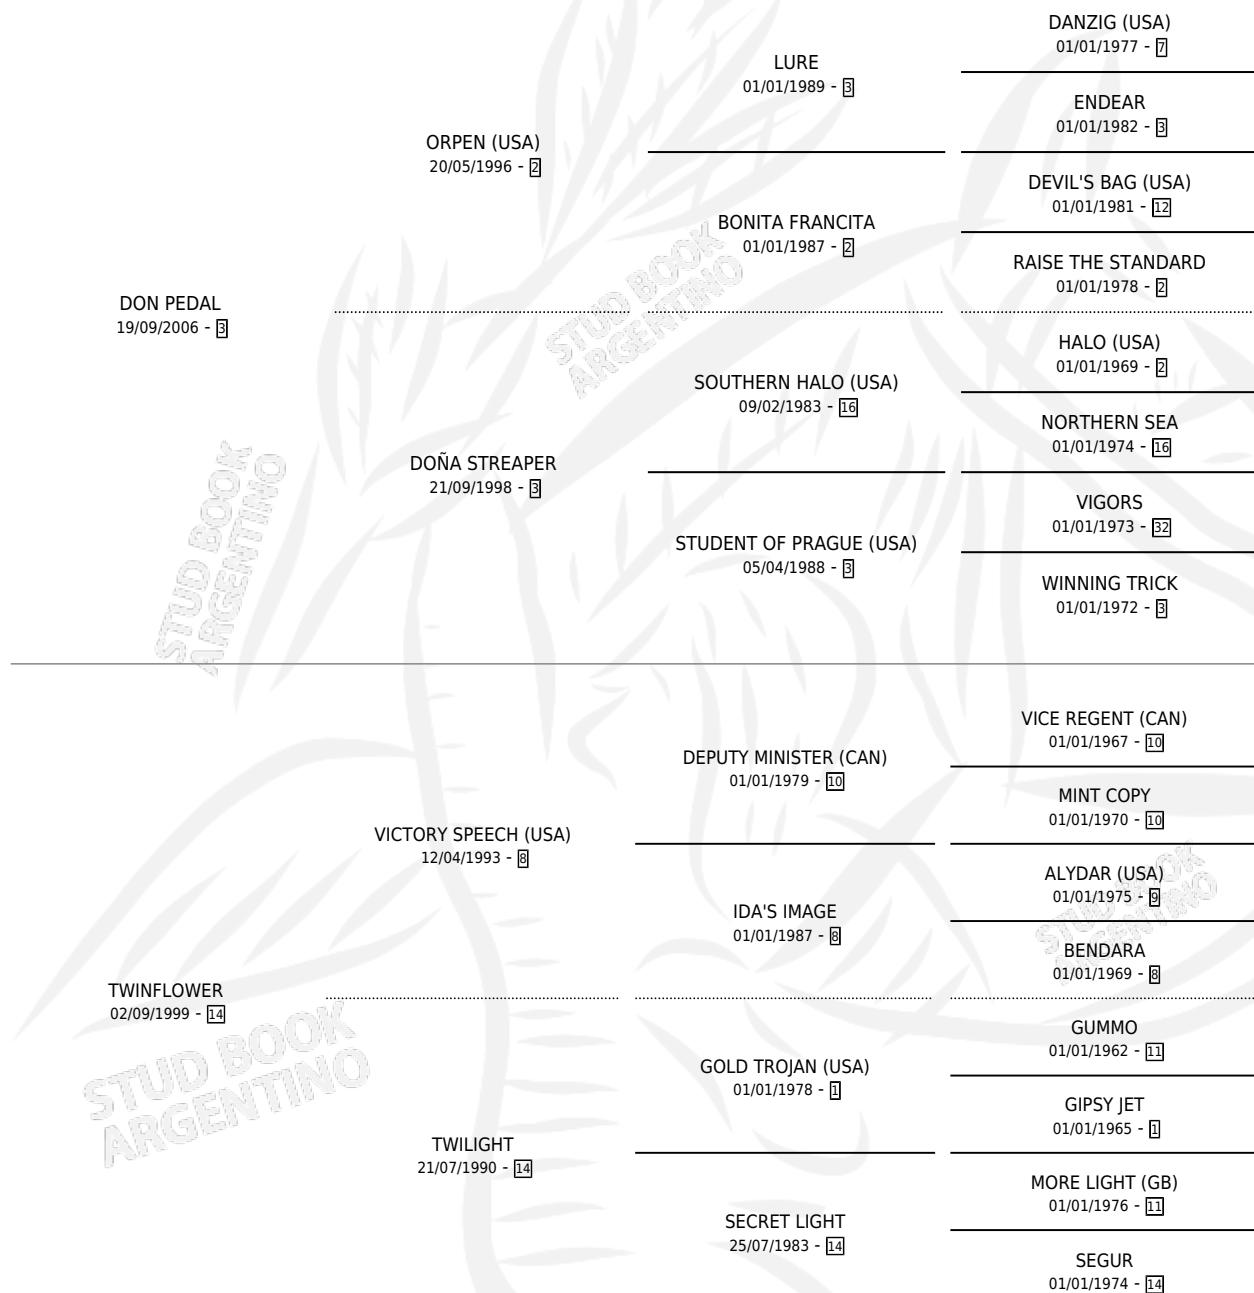 DANZIG (USA)
01/01/1977 - 7
LURE
01/01/1989 - 3
ENDEAR
01/01/1982 - 3
ORPEN (USA)
20/05/1996 - 2
DEVIL'S BAG (USA)
01/01/1981 - 12
BONITA FRANCITA
01/01/1987 - 2
RAISE THE STANDARD
01/01/1978 - 2
DON PEDAL
19/09/2006 - 3
HALO (USA)
01/01/1969 - 2
SOUTHERN HALO (USA)
09/02/1983 - 16
NORTHERN SEA
01/01/1974 - 16
DOÑA STREAPER
21/09/1998 - 3
VIGORS
01/01/1973 - 32
STUDENT OF PRAGUE (USA)
05/04/1988 - 3
WINNING TRICK
01/01/1972 - 3
STUD BOOK
ARGENTINO
STUD BOOK
ARGENTINO
VICE REGENT (CAN)
01/01/1967 - 10
DEPUTY MINISTER (CAN)
01/01/1979 - 10
MINT COPY
01/01/1970 - 10
VICTORY SPEECH (USA)
12/04/1993 - 8
ALYDAR (USA)
01/01/1975 - 9
IDA'S IMAGE
01/01/1987 - 8
BENDARA
01/01/1969 - 8
STUD BOOK
ARGENTINO
TWINFLOWER
02/09/1999 - 14
GUMMO
01/01/1962 - 11
GOLD TROJAN (USA)
01/01/1978 - 1
GIPSY JET
01/01/1965 - 1
TWILIGHT
21/07/1990 - 14
MORE LIGHT (GB)
01/01/1976 - 11
SECRET LIGHT
25/07/1983 - 14
SEGUR
01/01/1974 - 14
STUD BOOK
ARGENTINO